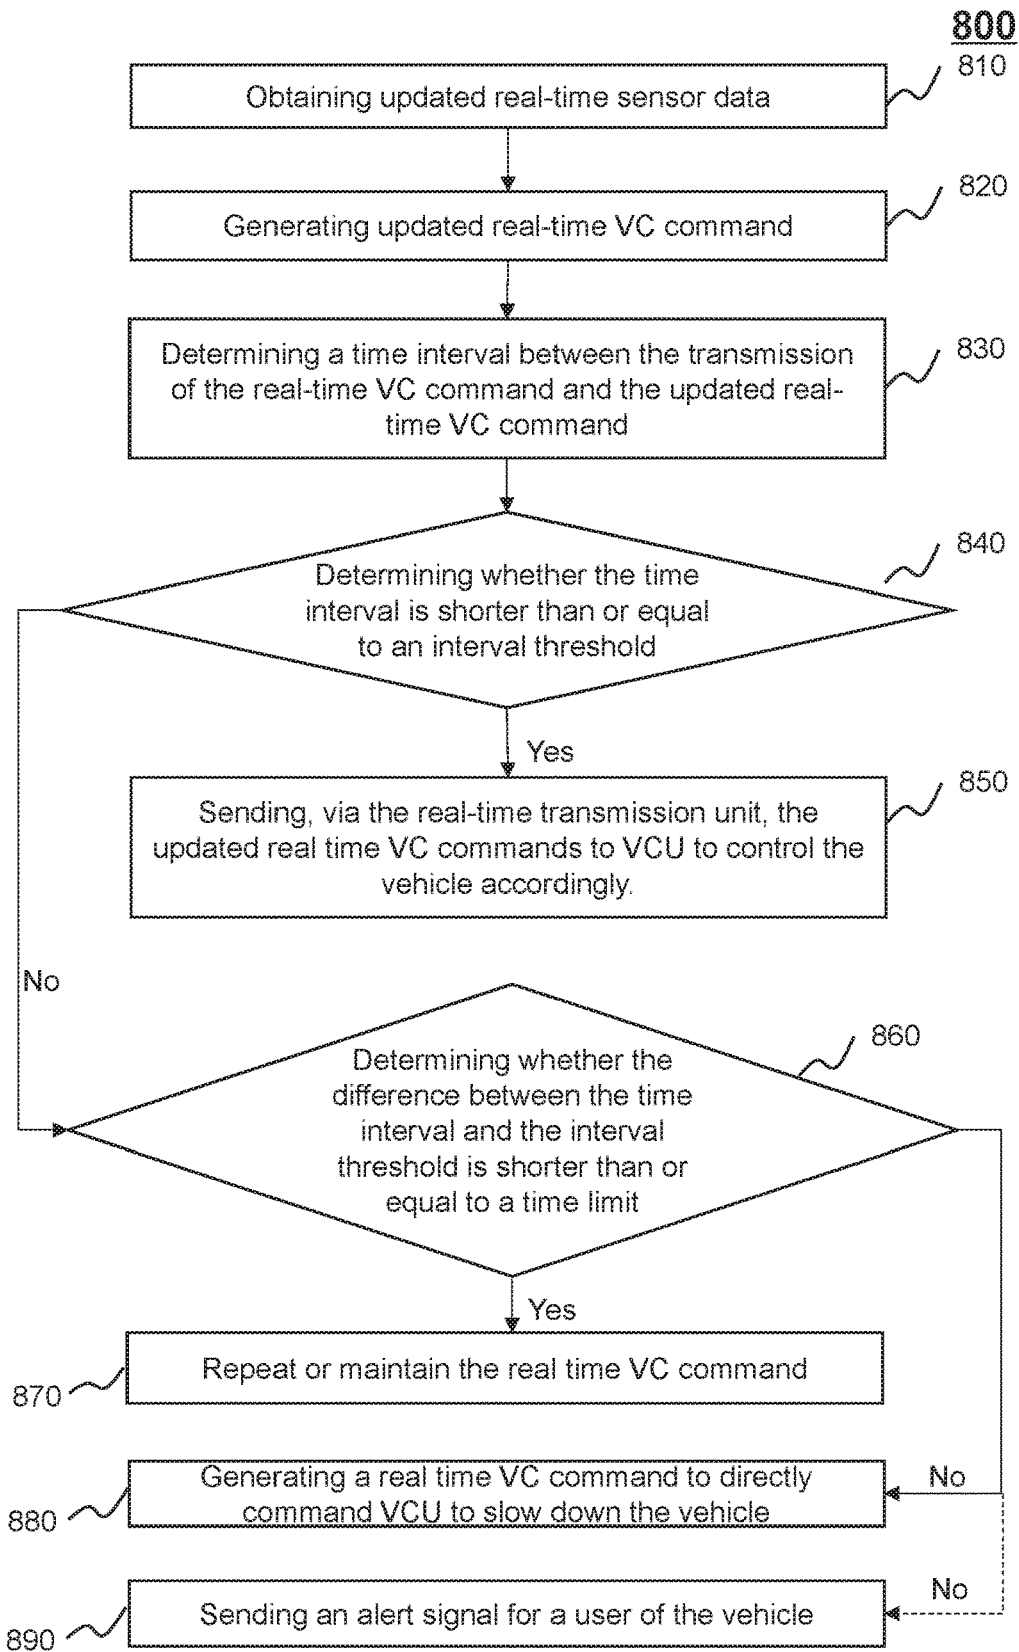 800
810
Obtaining updated real-time sensor data
820
Generating updated real-time VC command
830
Determining a time interval between the transmission
of the real-time VC command and the updated real-
time VC command
840
Determining whether the time
interval is shorter than or equal
to an interval threshold
Yes
850
Sending, via the real-time transmission unit, the
updated real time VC commands to VCU to control the
vehicle accordingly.
No
860
Determining whether the
difference between the time
interval and the interval
threshold is shorter than or
equal to a time limit
Yes
Repeat or maintain the real time VC command
870
Generating a real time VC command to directly
command VCU to slow down the vehicle
No
880
Sending an alert signal for a user of the vehicle
No
890